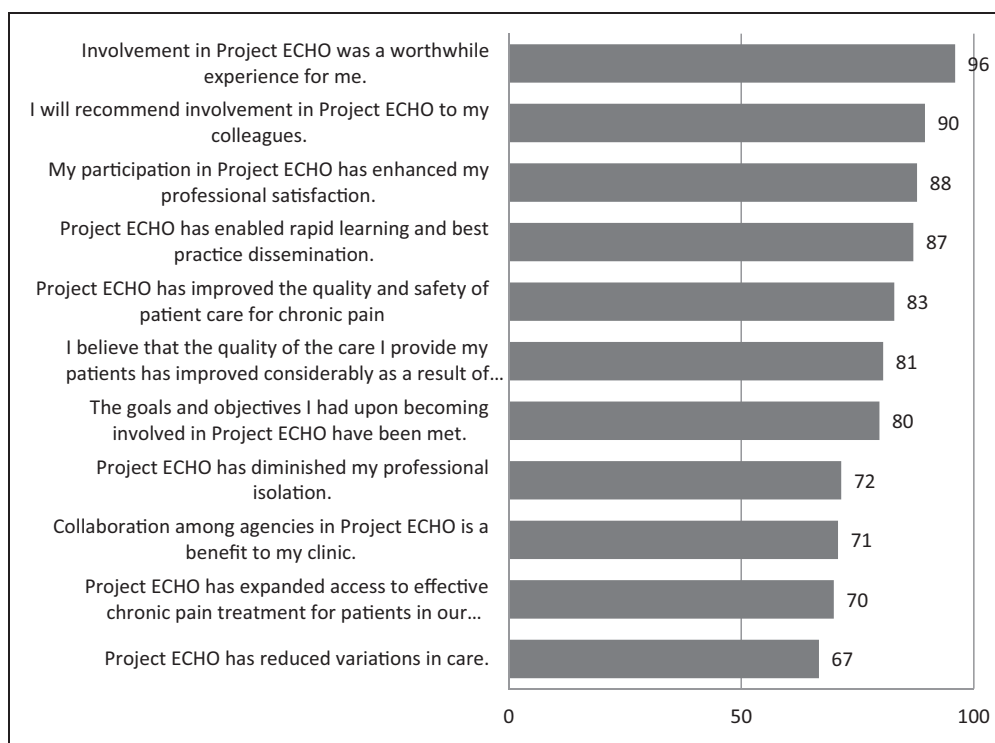 Involvement in Project ECHO was a worthwhile
experience for me.
96
I will recommend involvement in Project ECHO to my
colleagues.
90
My participation in Project ECHO has enhanced my
professional satisfaction.
88
Project ECHO has enabled rapid learning and best
practice dissemination.
87
Project ECHO has improved the quality and safety of
patient care for chronic pain
83
I believe that the quality of the care I provide my
patients has improved considerably as a result of...
81
The goals and objectives I had upon becoming
involved in Project ECHO have been met.
80
Project ECHO has diminished my professional
isolation.
72
Collaboration among agencies in Project ECHO is a
benefit to my clinic.
71
Project ECHO has expanded access to effective
chronic pain treatment for patients in our...
70
Project ECHO has reduced variations in care.
67
0 50 100